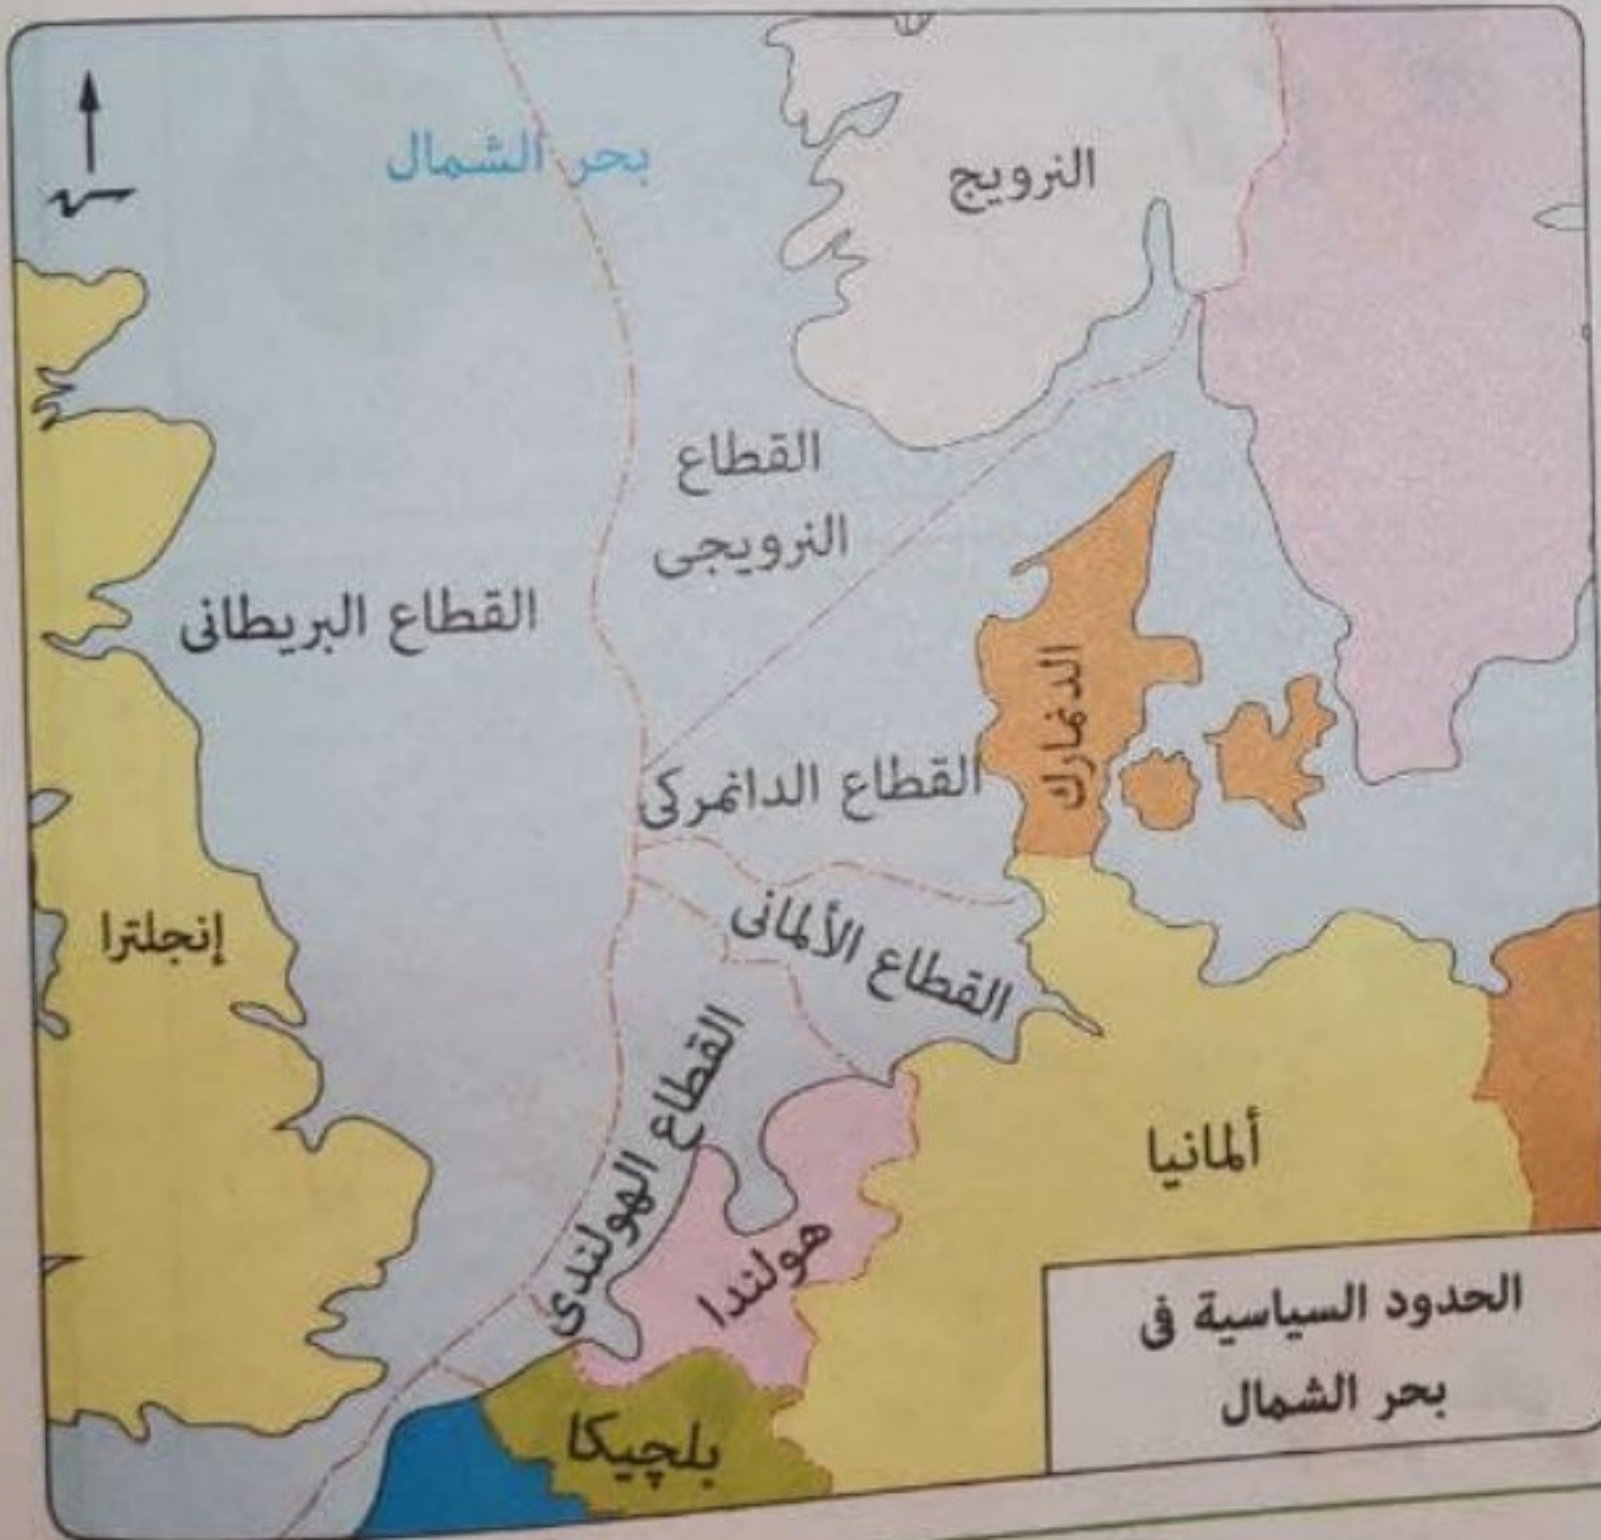 بحر الشمال
النرويج
القطاع
النرويجى
القطاع البريطانى
الدنمارك
القطاع الدانمركى
القطاع الألمانى
إنجلترا
القطاع الهولندى
ألمانيا
هولندا
بلچيكا
الحدود السياسية فى
بحر الشمال